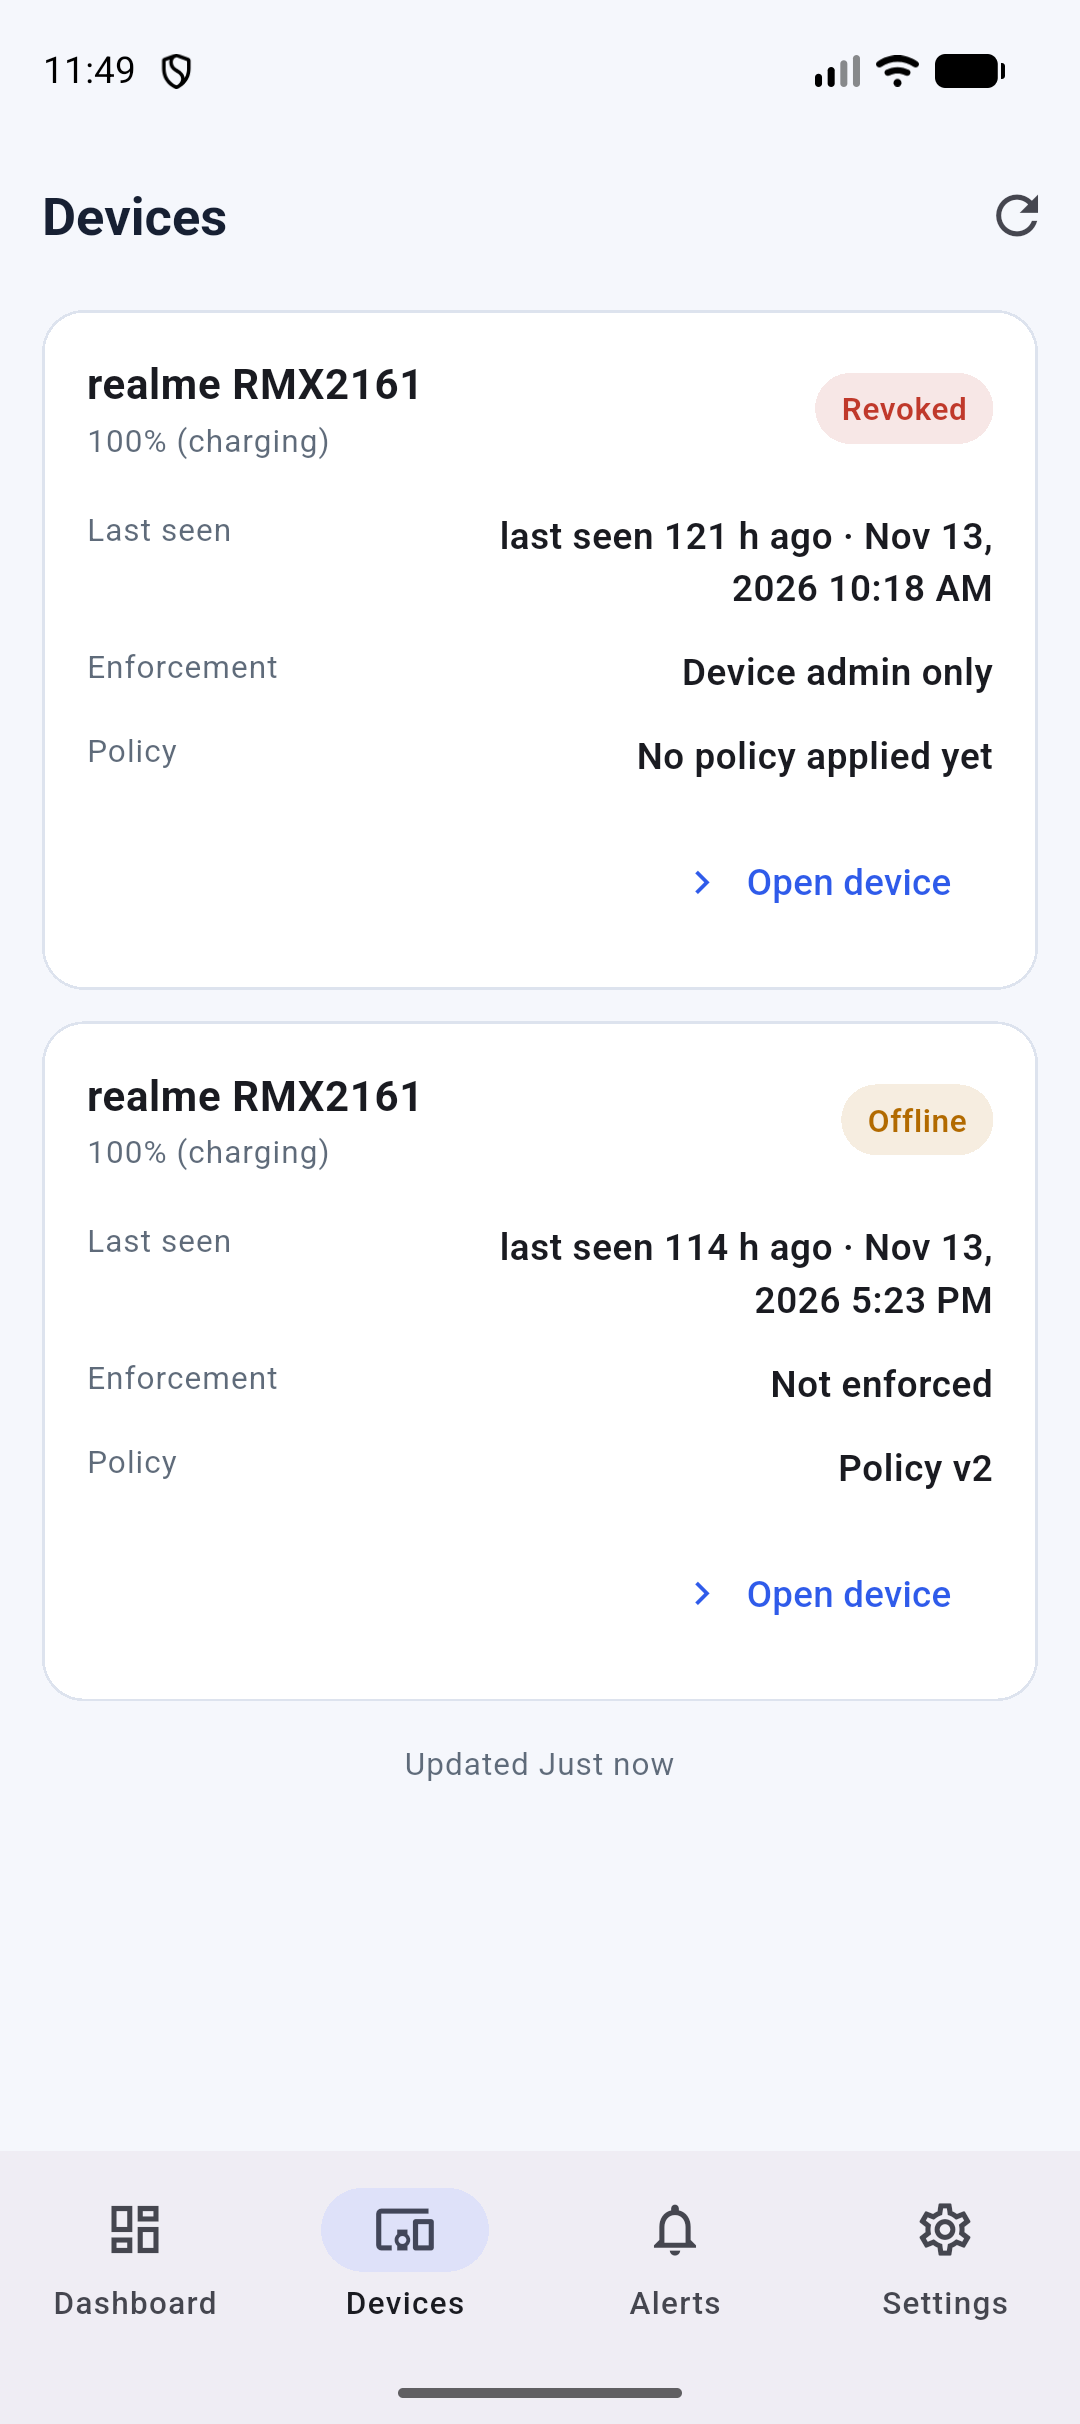 11:49
Devices
realme RMX2161
Revoked
100% (charging)
Last seen
last seen 121 h ago · Nov 13,
2026 10:18 AM
Enforcement
Device admin only
Policy
No policy applied yet
Open device
realme RMX2161
Offline
100% (charging)
Last seen
last seen 114 h ago · Nov 13,
2026 5:23 PM
Enforcement
Not enforced
Policy
Policy v2
Open device
Updated Just now
Dashboard
Devices
Alerts
Settings